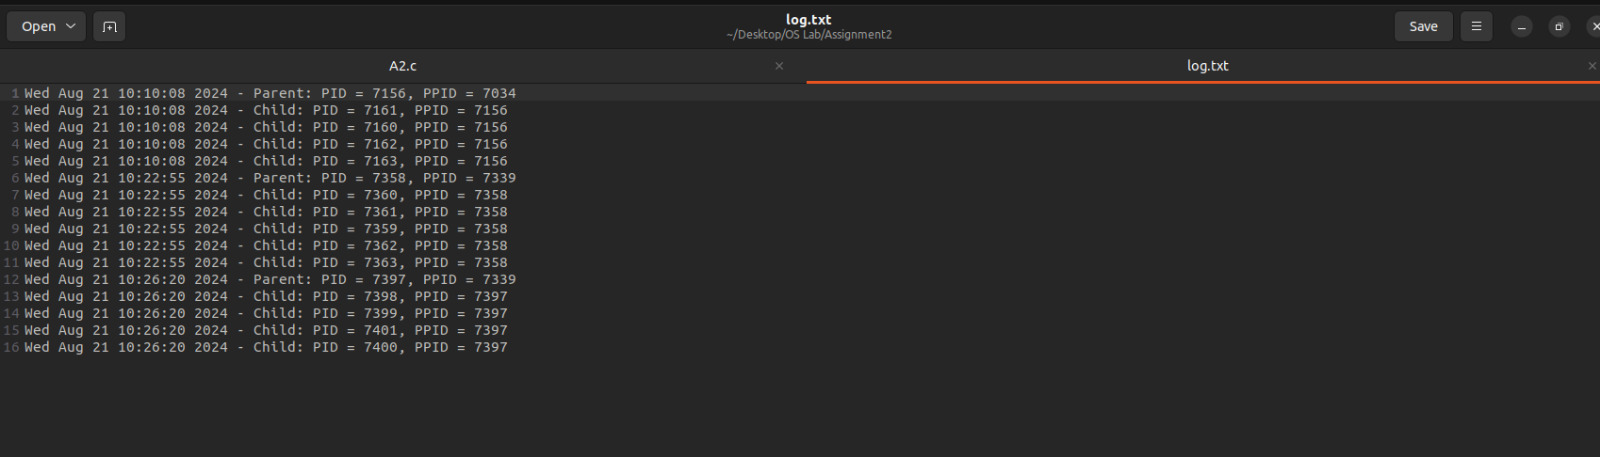 Open
log.txt
~/Desktop/OS Lab/Assignment2
Save
A2.c
log.txt
1 Wed Aug 21 10:10:08 2024 - Parent: PID = 7156, PPID = 7034
2 Wed Aug 21 10:10:08 2024 - Child: PID = 7161, PPID = 7156
3 Wed Aug 21 10:10:08 2024 - Child: PID = 7160, PPID = 7156
4 Wed Aug 21 10:10:08 2024 - Child: PID = 7162, PPID = 7156
5 Wed Aug 21 10:10:08 2024 - Child: PID = 7163, PPID = 7156
6 Wed Aug 21 10:22:55 2024 - Parent: PID = 7358, PPID = 7339
7 Wed Aug 21 10:22:55 2024 - Child: PID = 7360, PPID = 7358
8 Wed Aug 21 10:22:55 2024 - Child: PID = 7361, PPID = 7358
9 Wed Aug 21 10:22:55 2024 - Child: PID = 7359, PPID = 7358
10 Wed Aug 21 10:22:55 2024 - Child: PID = 7362, PPID = 7358
11 Wed Aug 21 10:22:55 2024 - Child: PID = 7363, PPID = 7358
12 Wed Aug 21 10:26:20 2024 - Parent: PID = 7397, PPID = 7339
13 Wed Aug 21 10:26:20 2024 - Child: PID = 7398, PPID = 7397
14 Wed Aug 21 10:26:20 2024 - Child: PID = 7399, PPID = 7397
15 Wed Aug 21 10:26:20 2024 - Child: PID = 7401, PPID = 7397
16 Wed Aug 21 10:26:20 2024 - Child: PID = 7400, PPID = 7397